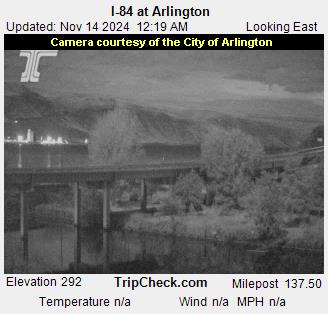 I-84 at Arlington
Updated: Nov 14 2024 12:19 AM Looking East
Camera courtesy of the City of Arlington
Elevation 292 TripCheck.com Milepost 137.50
Temperature n/a Wind n/a MPH n/a